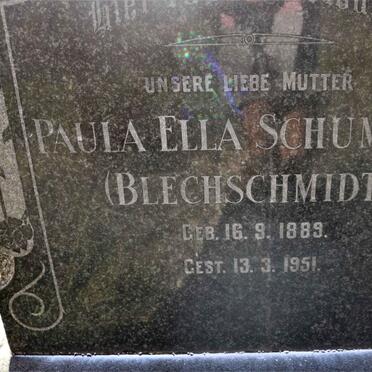 UNSERE LIEBE MUTTER
PAULA ELLA SCHUM
(BLECHSCHMIDT
GEB. 16. 9. 1889.
GEST. 13. 3. 1951.